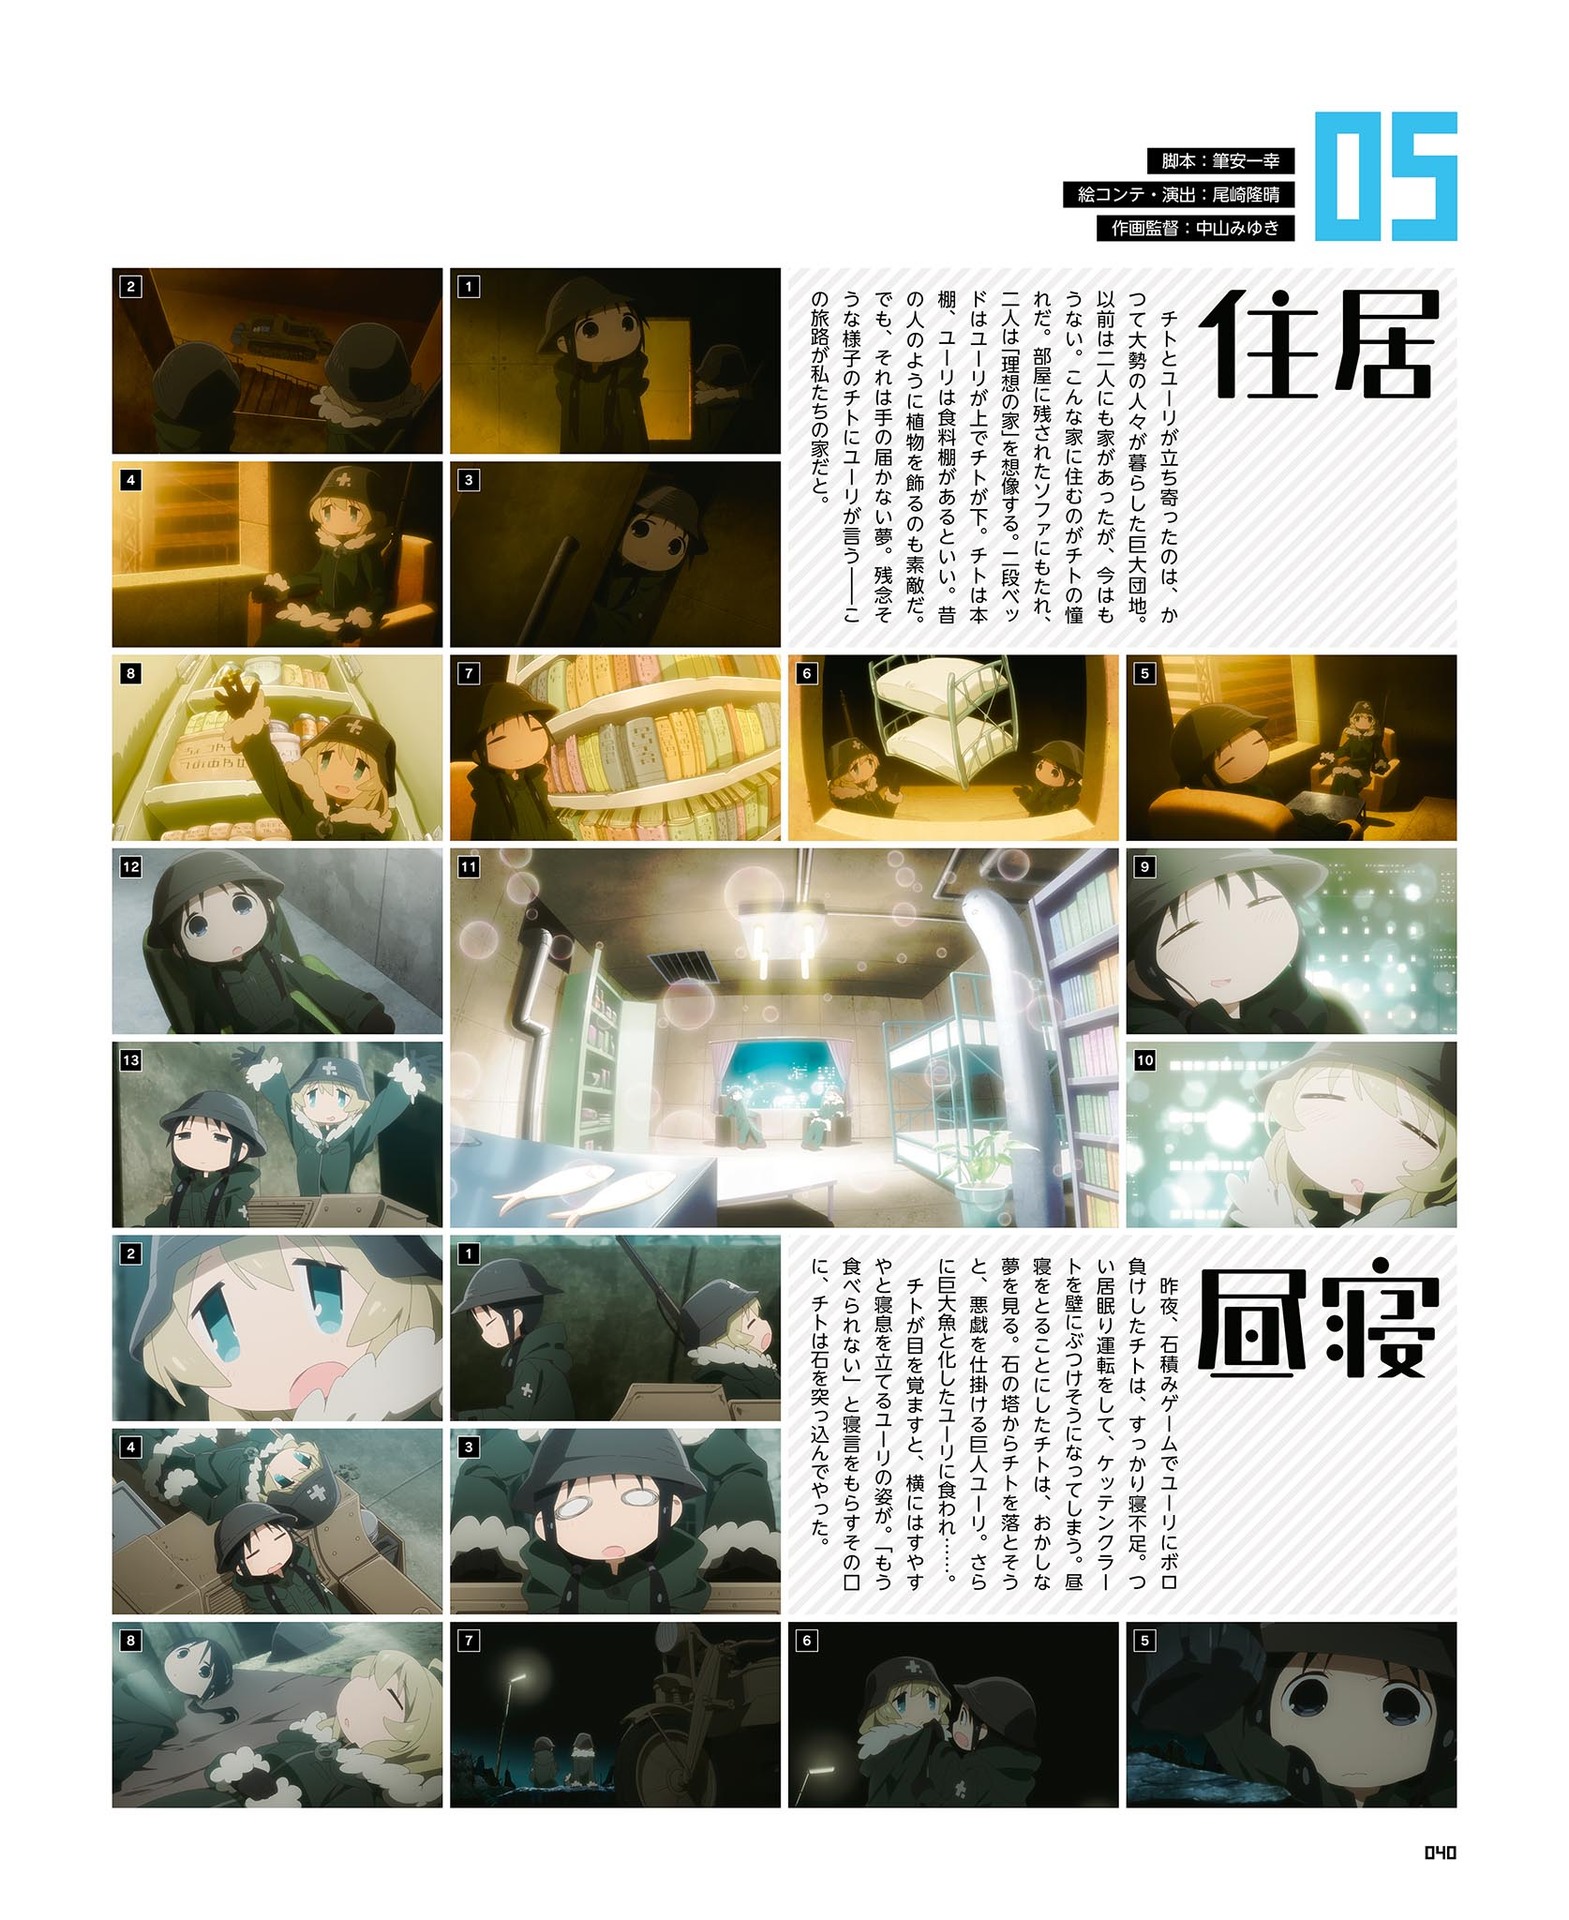 05
脚本：筆安一幸
絵コンテ・演出：尾崎隆晴
作画監督：中山みゆき
住居
チトとユーリが立ち寄ったのは、か
つて大勢の人々が暮らした巨大団地。
以前は二人にも家があったが、今はも
うない。こんな家に住むのがチトの憧
れだ。部屋に残されたソファにもたれ、
二人は「理想の家」を想像する。二段ベッ
ドはユーリが上でチトが下。チトは本
棚、ユーリは食料棚があるといい。昔
の人のように植物を飾るのも素敵だ。
でも、それは手の届かない夢。残念そ
うな様子のチトにユーリが言う――こ
の旅路が私たちの家だと。
1
2
3
4
5
6
7
8
9
10
11
12
13
昼寝
昨夜、石積みゲームでユーリにボロ
負けしたチトは、すっかり寝不足。つ
い居眠り運転をして、ケッテンクラー
トを壁にぶつけそうになってしまう。昼
寝をとることにしたチトは、おかしな
夢を見る。石の塔からチトを落とそう
と、悪戯を仕掛ける巨人ユーリ。さら
に巨大魚と化したユーリに食われ……。
チトが目を覚ますと、横にはすやす
やと寝息を立てるユーリの姿が。「もう
食べられない」と寝言をもらすその口
に、チトは石を突っ込んでやった。
1
2
3
4
5
6
7
8
040